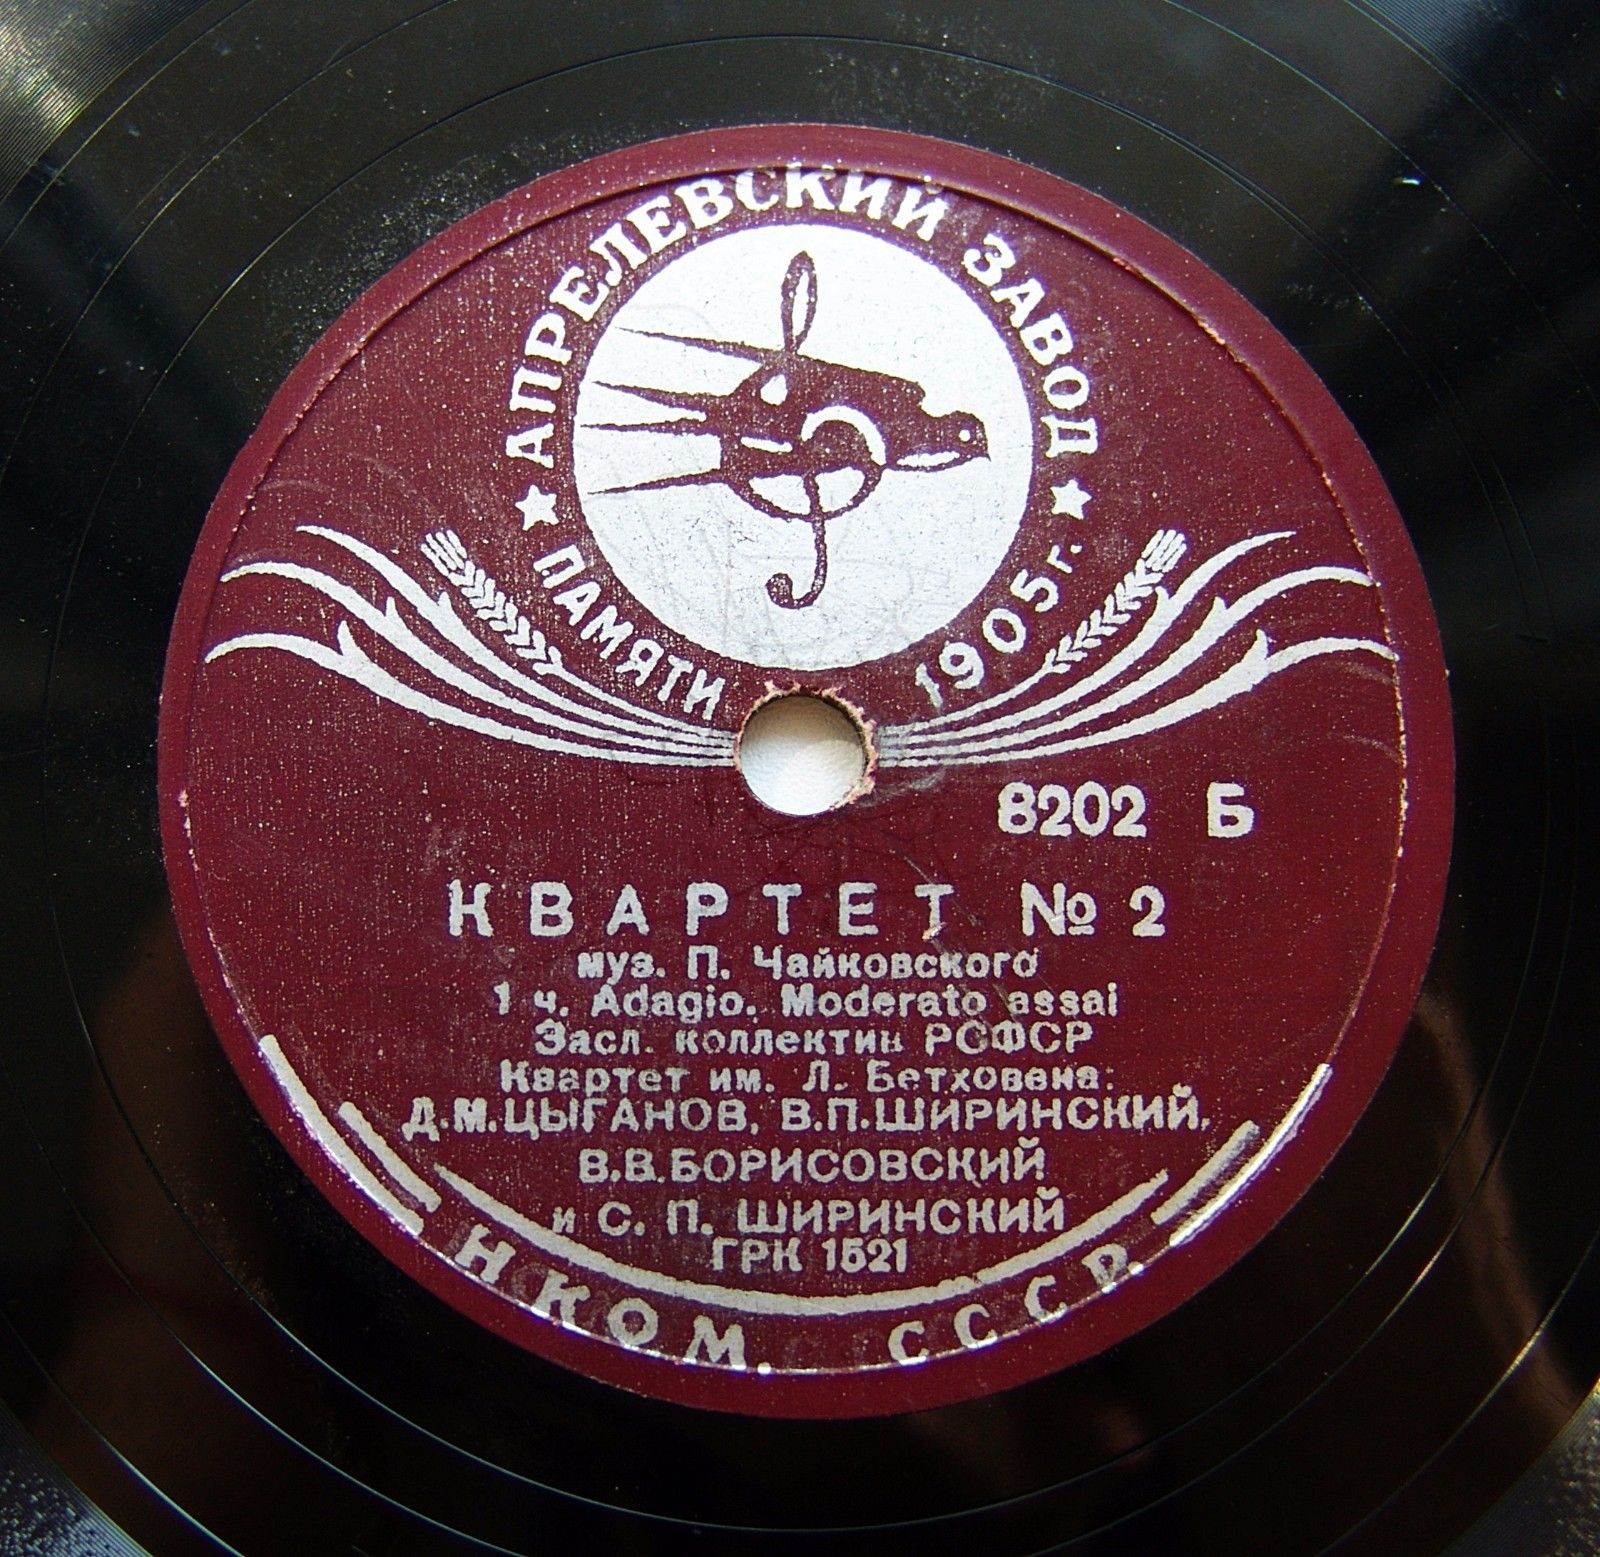 АПРЕЛЕВСКИЙ ЗАВОД
ПАМЯТИ 1905 г.
8202 Б
КВАРТЕТ № 2
муз. П. Чайковского
1 ч. Adagio. Moderato assai
Засл. коллектив РСФСР
Квартет им. Л. Бетховена:
Д.М.ЦЫГАНОВ, В.П.ШИРИНСКИЙ,
В.В.БОРИСОВСКИЙ
и С. П. ШИРИНСКИЙ
ГРК 1521
НКОМ. СССР.